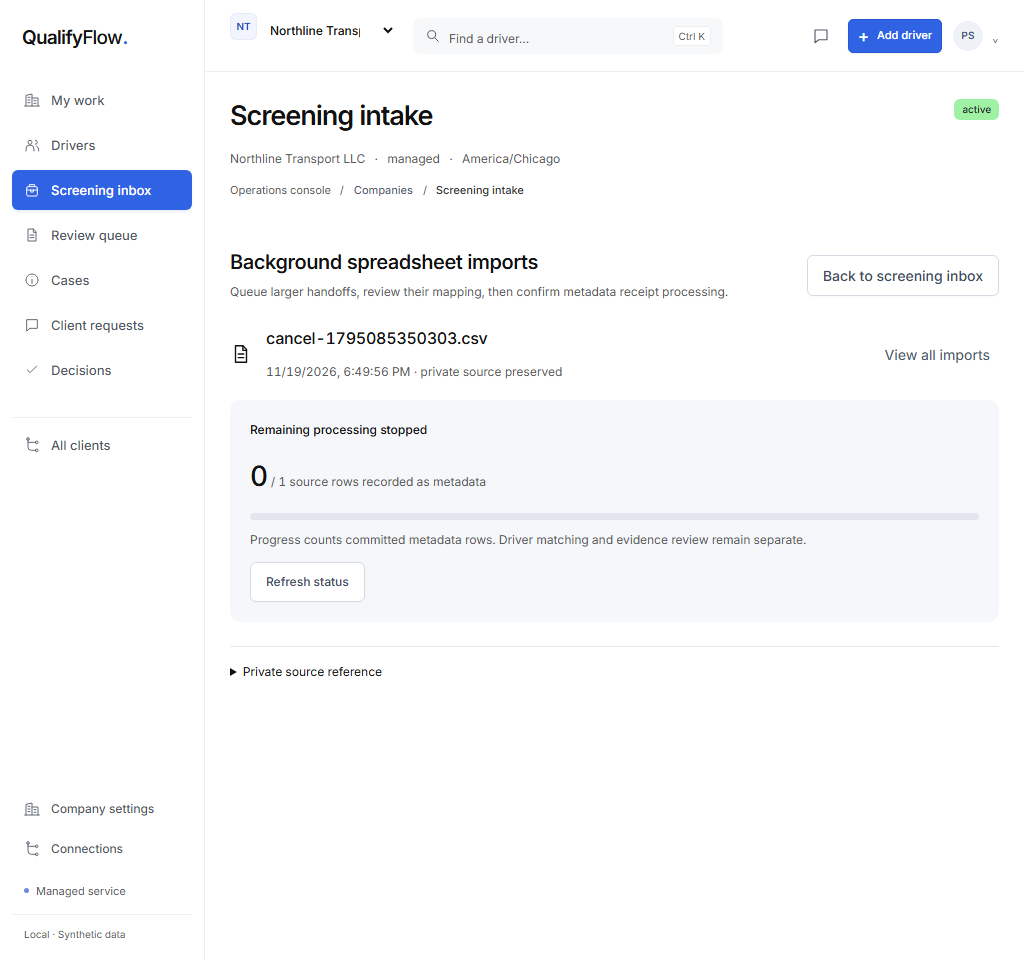 QualifyFlow.
My work
Drivers
Screening inbox
Review queue
Cases
Client requests
Decisions
All clients
Company settings
Connections
Managed service
Local · Synthetic data
NT
Northline Transp
Find a driver...
Ctrl K
+ Add driver
PS
Screening intake
active
Northline Transport LLC · managed · America/Chicago
Operations console / Companies / Screening intake
Background spreadsheet imports
Queue larger handoffs, review their mapping, then confirm metadata receipt processing.
Back to screening inbox
cancel-1795085350303.csv
11/19/2026, 6:49:56 PM · private source preserved
View all imports
Remaining processing stopped
0 / 1 source rows recorded as metadata
Progress counts committed metadata rows. Driver matching and evidence review remain separate.
Refresh status
Private source reference